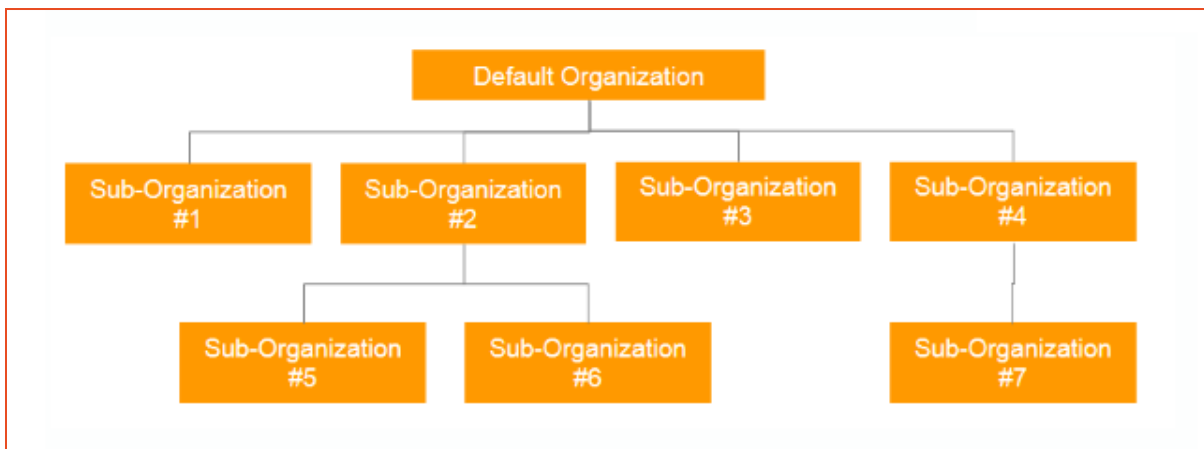 Default Organization
Sub-Organization
#1
Sub-Organization
#2
Sub-Organization
#3
Sub-Organization
#4
Sub-Organization
#5
Sub-Organization
#6
Sub-Organization
#7